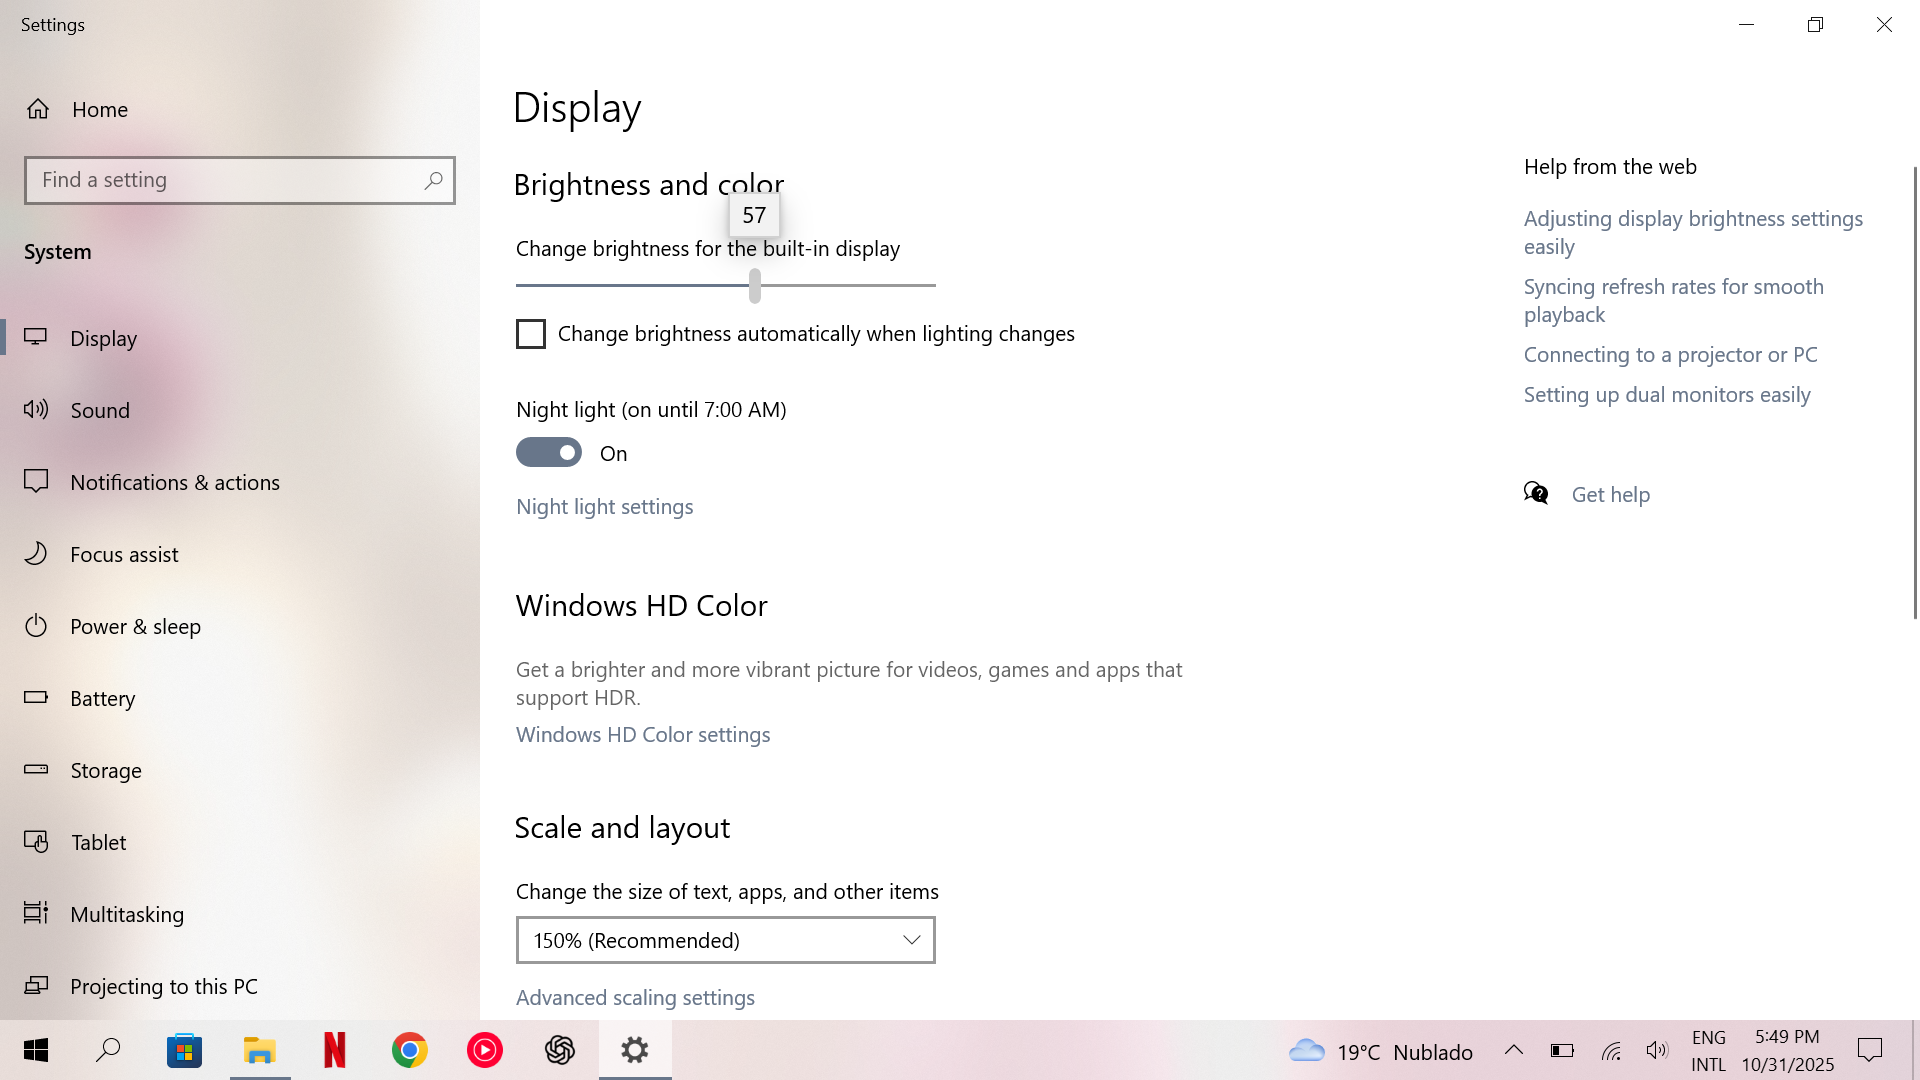 Settings
Home
Find a setting
System
Display
Sound
Notifications & actions
Focus assist
Power & sleep
Battery
Storage
Tablet
Multitasking
Projecting to this PC
Display
Brightness and color
57
Change brightness for the built-in display
Change brightness automatically when lighting changes
Night light (on until 7:00 AM)
On
Night light settings
Windows HD Color
Get a brighter and more vibrant picture for videos, games and apps that
support HDR.
Windows HD Color settings
Scale and layout
Change the size of text, apps, and other items
150% (Recommended)
Advanced scaling settings
Help from the web
Adjusting display brightness settings
easily
Syncing refresh rates for smooth
playback
Connecting to a projector or PC
Setting up dual monitors easily
Get help
19°C Nublado
ENG
INTL
5:49 PM
10/31/2025